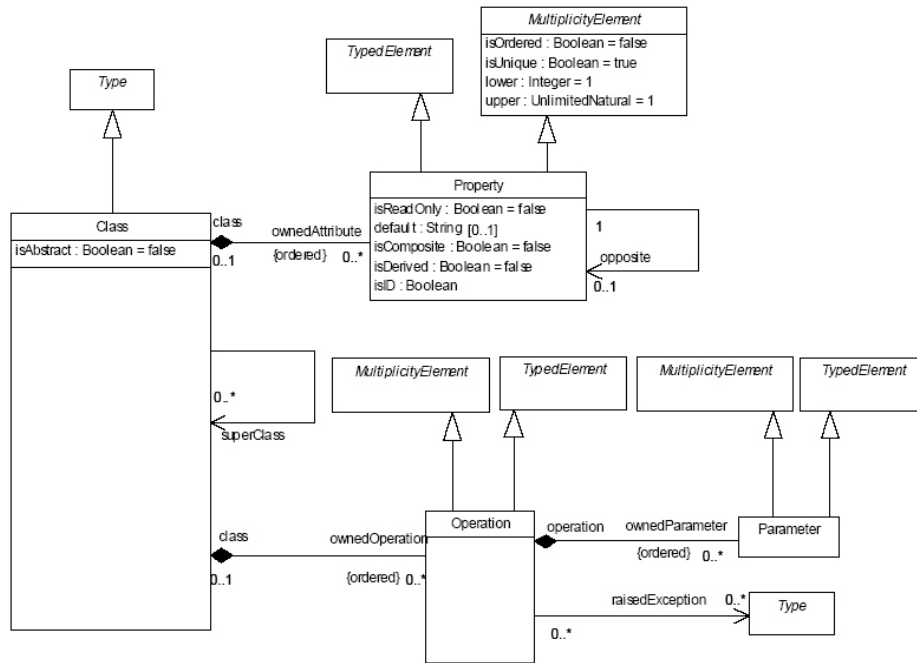 MultiplicityElement
isOrdered : Boolean = false
isUnique : Boolean = true
lower : Integer = 1
upper : UnlimitedNatural = 1
TypedElement
Type
Property
isReadOnly : Boolean = false
default : String [0..1]
isComposite : Boolean = false
isDerived : Boolean = false
isID : Boolean
1
opposite
0..1
Class
isAbstract : Boolean = false
class
0..1
ownedAttribute
{ordered} 0..*
0..*
superClass
MultiplicityElement
TypedElement
MultiplicityElement
TypedElement
class
0..1
ownedOperation
{ordered} 0..*
Operation
operation
ownedParameter
{ordered} 0..*
Parameter
raisedException 0..*
0..*
Type